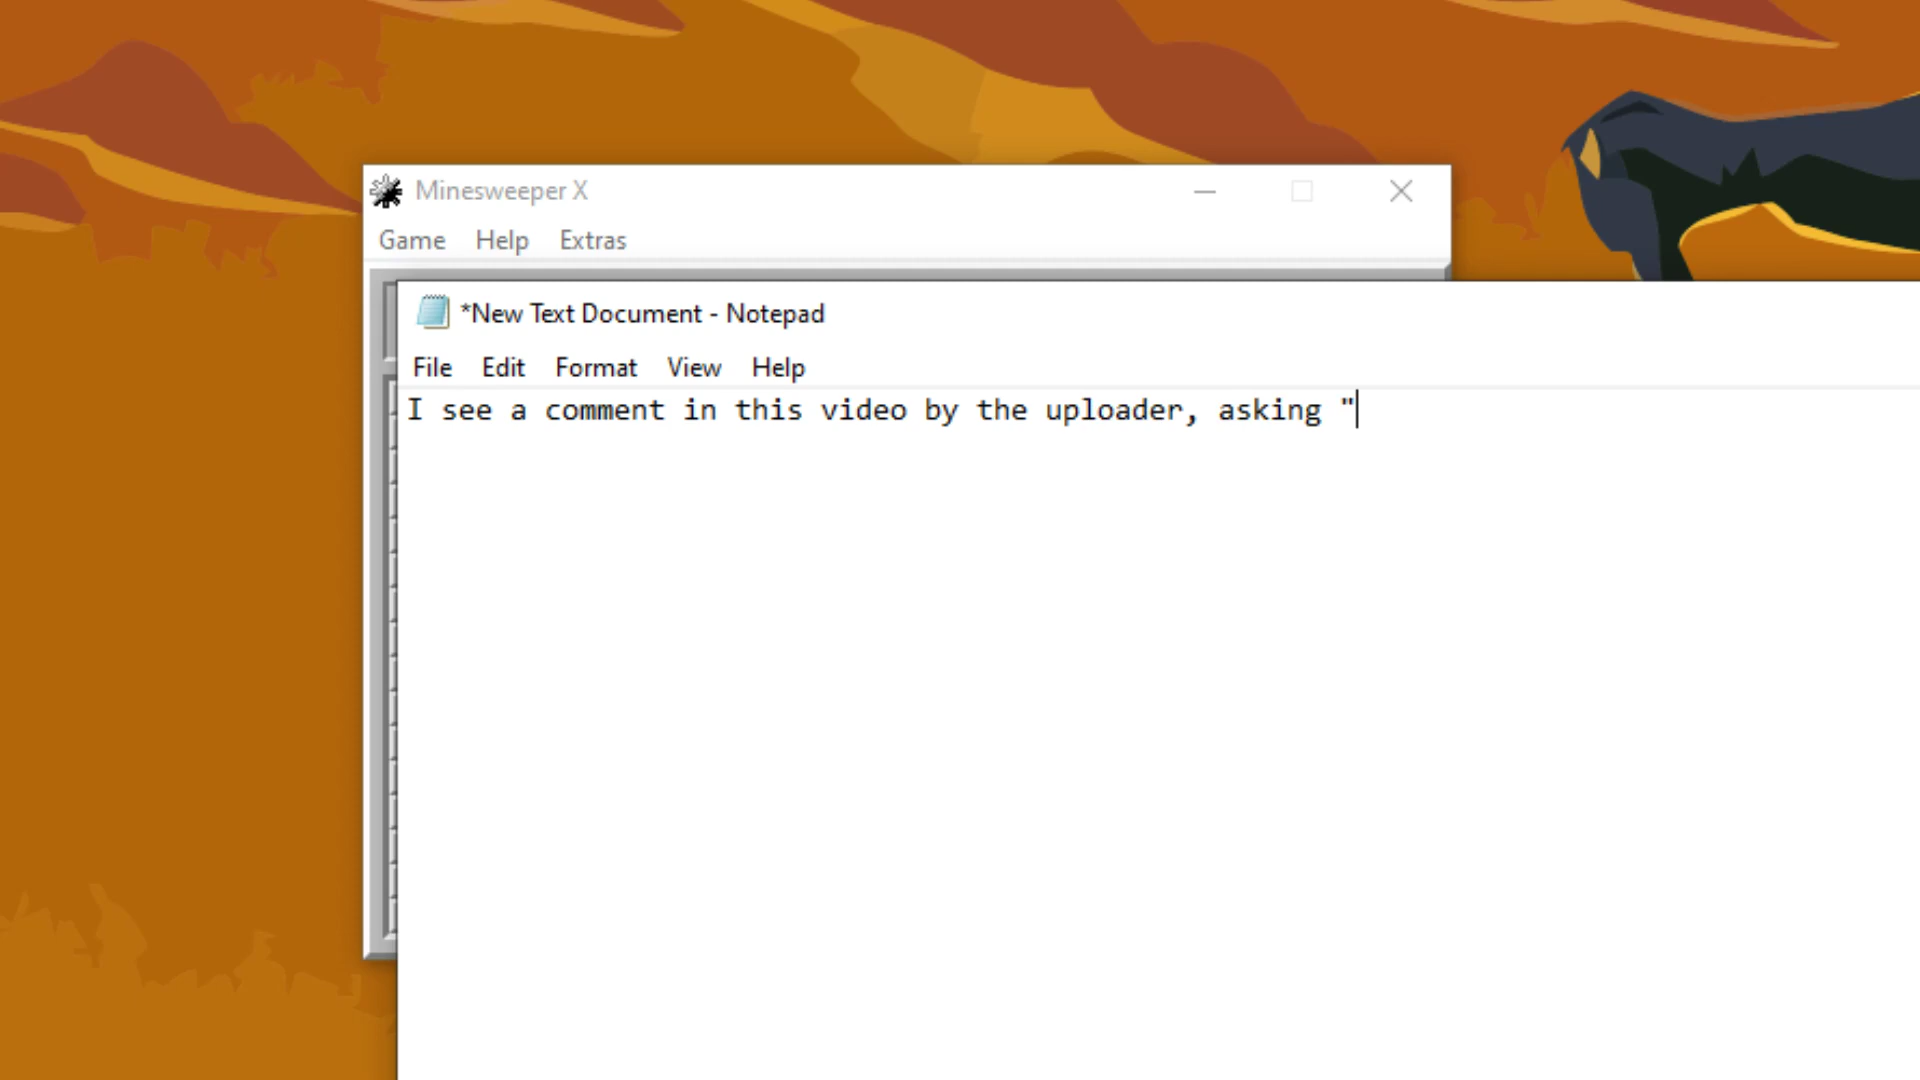 Minesweeper X
Game Help Extras
*New Text Document - Notepad
File Edit Format View Help
I see a comment in this video by the uploader, asking "